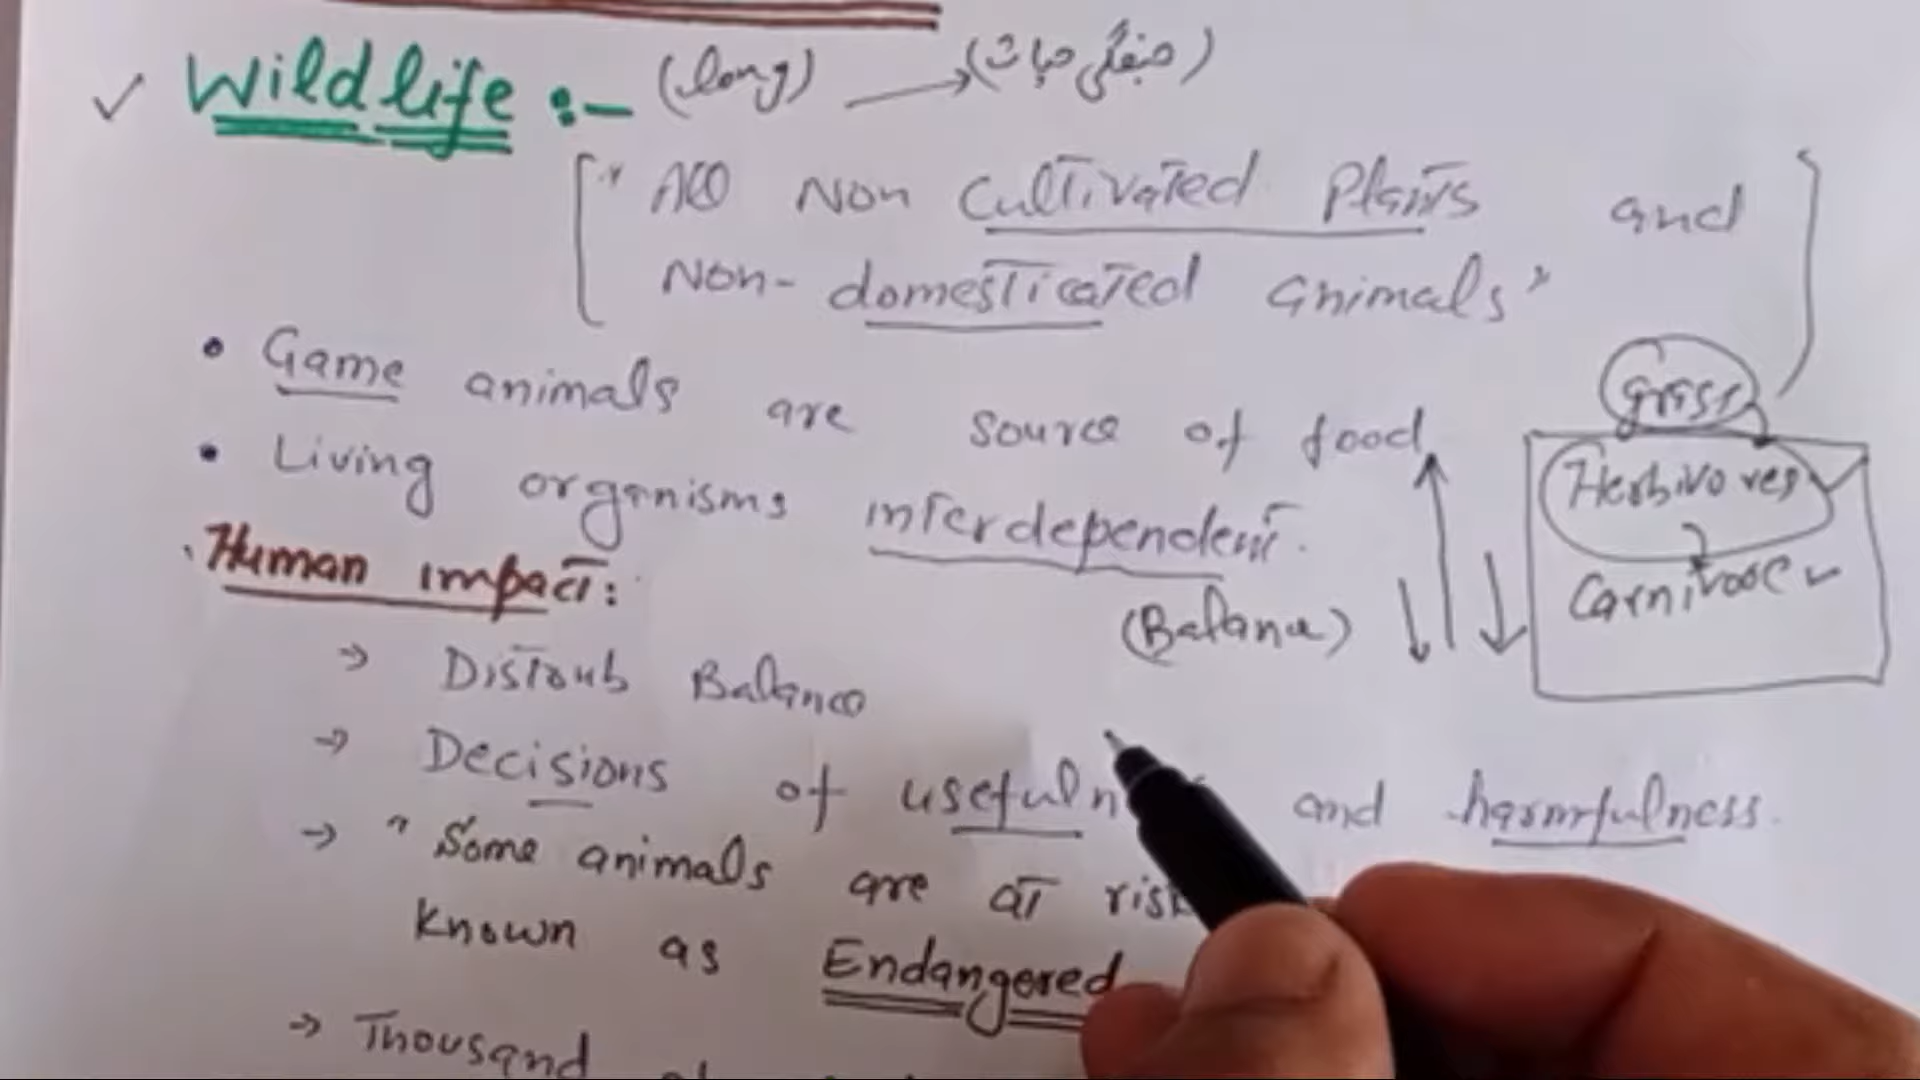 ✓ Wildlife :- (long) → (جنگلی حیات)
["All Non Cultivated Plants and
Non-domesticated animals"
• Game animals are source of food
grass
• Living organisms interdependent.
Herbivores
(Balance)
Carnivore
Human impact:
→ Distoub Balance
→ Decisions of usefuln and harmfulness.
→ "Some animals are at risk
known as Endangered
→ Thousand